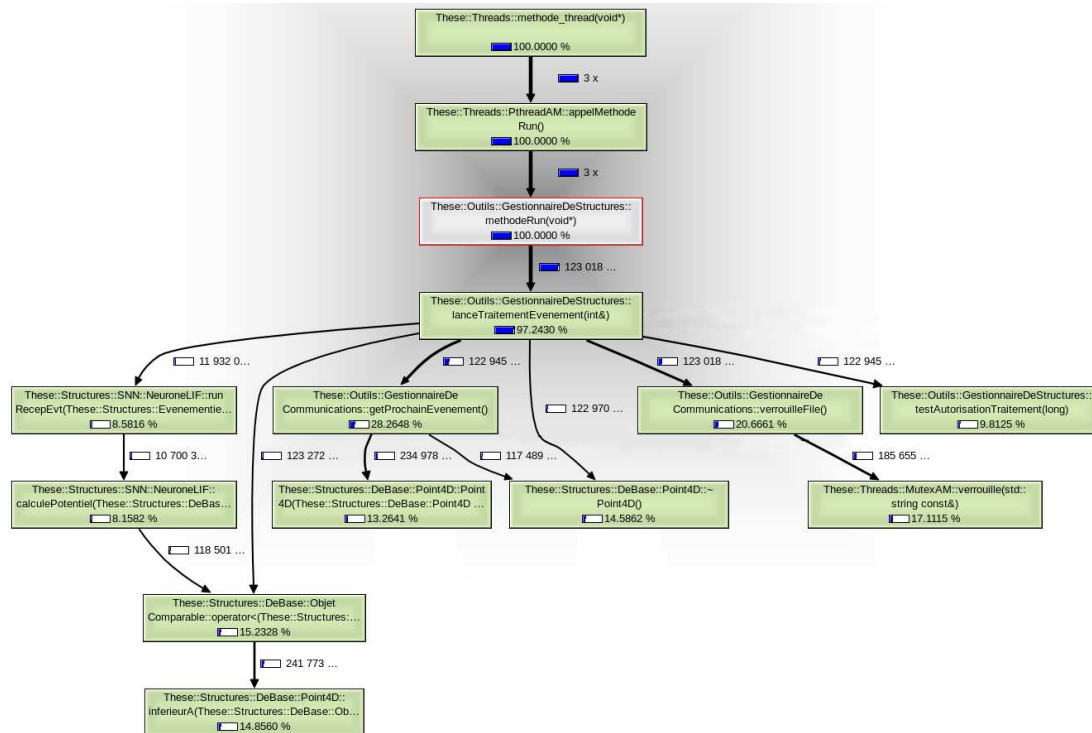 These::Threads::methode_thread(void*)
100.0000 %
3 x
These::Threads::PthreadAM::appelMethode
Run()
100.0000 %
3 x
These::Outils::GestionnaireDeStructures::
methodeRun(void*)
100.0000 %
123 018 ...
These::Outils::GestionnaireDeStructures::
lanceTraitementEvenement(int&)
97.2430 %
11 932 0...
122 945 ...
123 018 ...
122 945 ...
These::Structures::SNN::NeuroneLIF::run
RecepEvt(These::Structures::Evenementie...
8.5816 %
These::Outils::GestionnaireDe
Communications::getProchainEvenement()
28.2648 %
122 970 ...
These::Outils::GestionnaireDe
Communications::verrouilleFile()
20.6661 %
These::Outils::GestionnaireDeStructures::
testAutorisationTraitement(long)
9.8125 %
10 700 3...
123 272 ...
234 978 ...
117 489 ...
185 655 ...
These::Structures::SNN::NeuroneLIF::
calculePotentiel(These::Structures::DeBas...
8.1582 %
These::Structures::DeBase::Point4D::Point
4D(These::Structures::DeBase::Point4D ...
13.2641 %
These::Structures::DeBase::Point4D::~
Point4D()
14.5862 %
These::Threads::MutexAM::verrouille(std::
string const&)
17.1115 %
118 501 ...
These::Structures::DeBase::Objet
Comparable::operator<(These::Structures:...
15.2328 %
241 773 ...
These::Structures::DeBase::Point4D::
inferieurA(These::Structures::DeBase::Ob...
14.8560 %